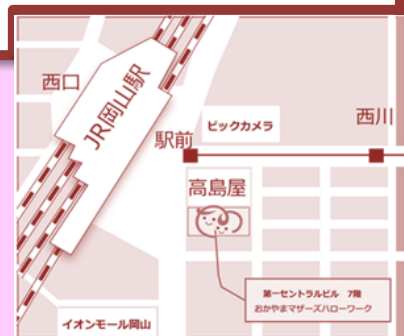 西口
JR岡山駅
駅前
ビックカメラ
西川
高島屋
第一セントラルビル 7階
おかやまマザーズハローワーク
イオンモール岡山